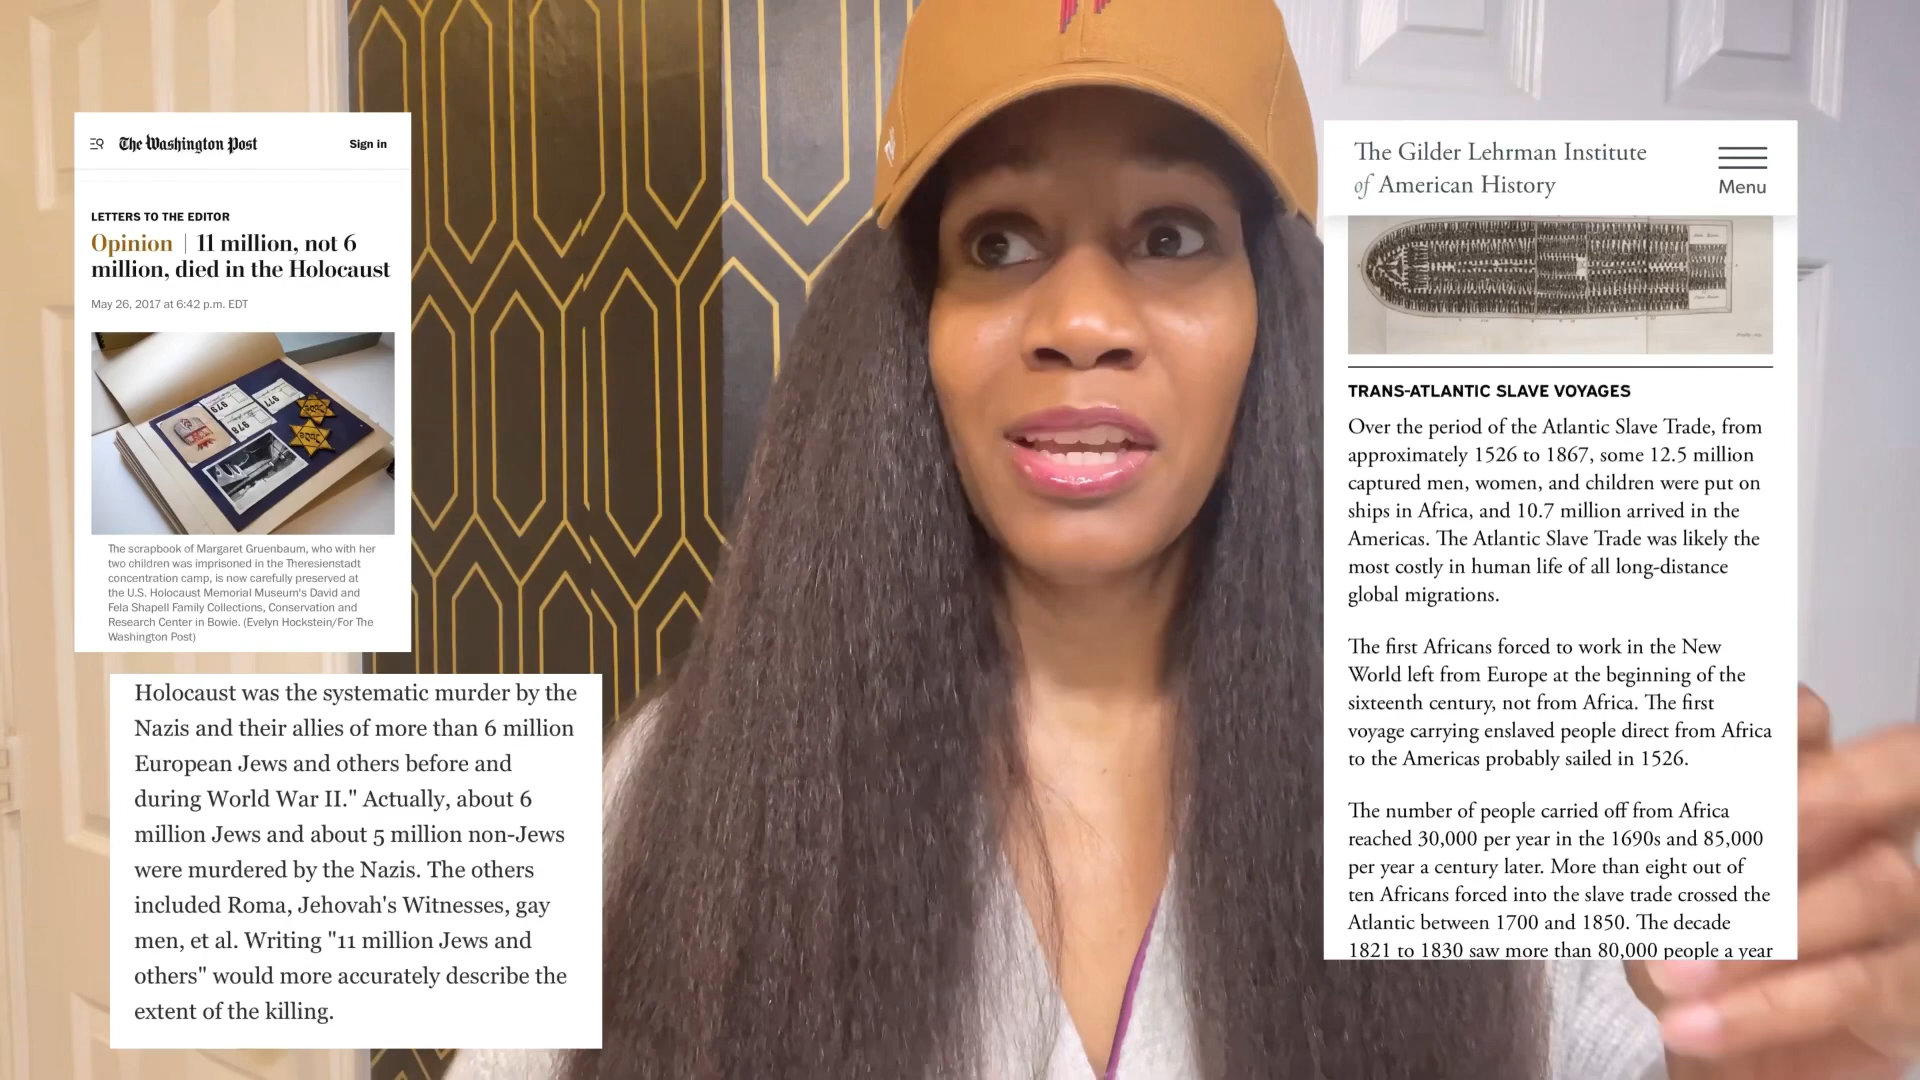 The Washington Post
Sign in
LETTERS TO THE EDITOR
Opinion | 11 million, not 6
million, died in the Holocaust
May 26, 2017 at 6:42 p.m. EDT
979
977
978
Jude
Jude
The scrapbook of Margaret Gruenbaum, who with her
two children was imprisoned in the Theresienstadt
concentration camp, is now carefully preserved at
the U.S. Holocaust Memorial Museum's David and
Fela Shapell Family Collections, Conservation and
Research Center in Bowie. (Evelyn Hockstein/For The
Washington Post)
Holocaust was the systematic murder by the
Nazis and their allies of more than 6 million
European Jews and others before and
during World War II." Actually, about 6
million Jews and about 5 million non-Jews
were murdered by the Nazis. The others
included Roma, Jehovah's Witnesses, gay
men, et al. Writing "11 million Jews and
others" would more accurately describe the
extent of the killing.
The Gilder Lehrman Institute
of American History
Menu
TRANS-ATLANTIC SLAVE VOYAGES
Over the period of the Atlantic Slave Trade, from
approximately 1526 to 1867, some 12.5 million
captured men, women, and children were put on
ships in Africa, and 10.7 million arrived in the
Americas. The Atlantic Slave Trade was likely the
most costly in human life of all long-distance
global migrations.
The first Africans forced to work in the New
World left from Europe at the beginning of the
sixteenth century, not from Africa. The first
voyage carrying enslaved people direct from Africa
to the Americas probably sailed in 1526.
The number of people carried off from Africa
reached 30,000 per year in the 1690s and 85,000
per year a century later. More than eight out of
ten Africans forced into the slave trade crossed the
Atlantic between 1700 and 1850. The decade
1821 to 1830 saw more than 80,000 people a year